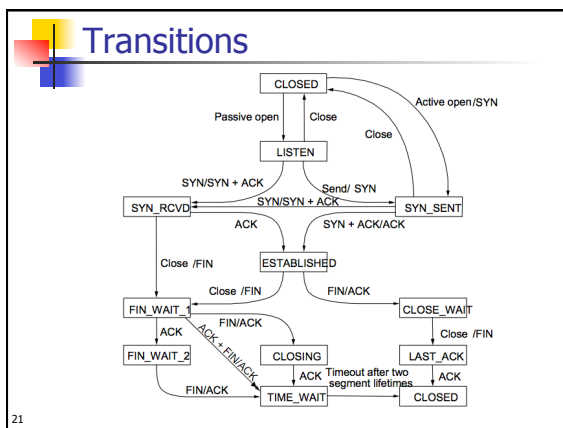 Transitions
CLOSED
Active open/SYN
Passive open
Close
Close
LISTEN
SYN/SYN + ACK
Send/ SYN
SYN/SYN + ACK
SYN_RCVD
SYN_SENT
ACK
SYN + ACK/ACK
ESTABLISHED
Close /FIN
Close /FIN
FIN/ACK
FIN_WAIT_1
CLOSE_WAIT
FIN/ACK
ACK
ACK + FIN/ACK
Close /FIN
FIN_WAIT_2
CLOSING
LAST_ACK
ACK
Timeout after two
segment lifetimes
ACK
FIN/ACK
TIME_WAIT
CLOSED
21